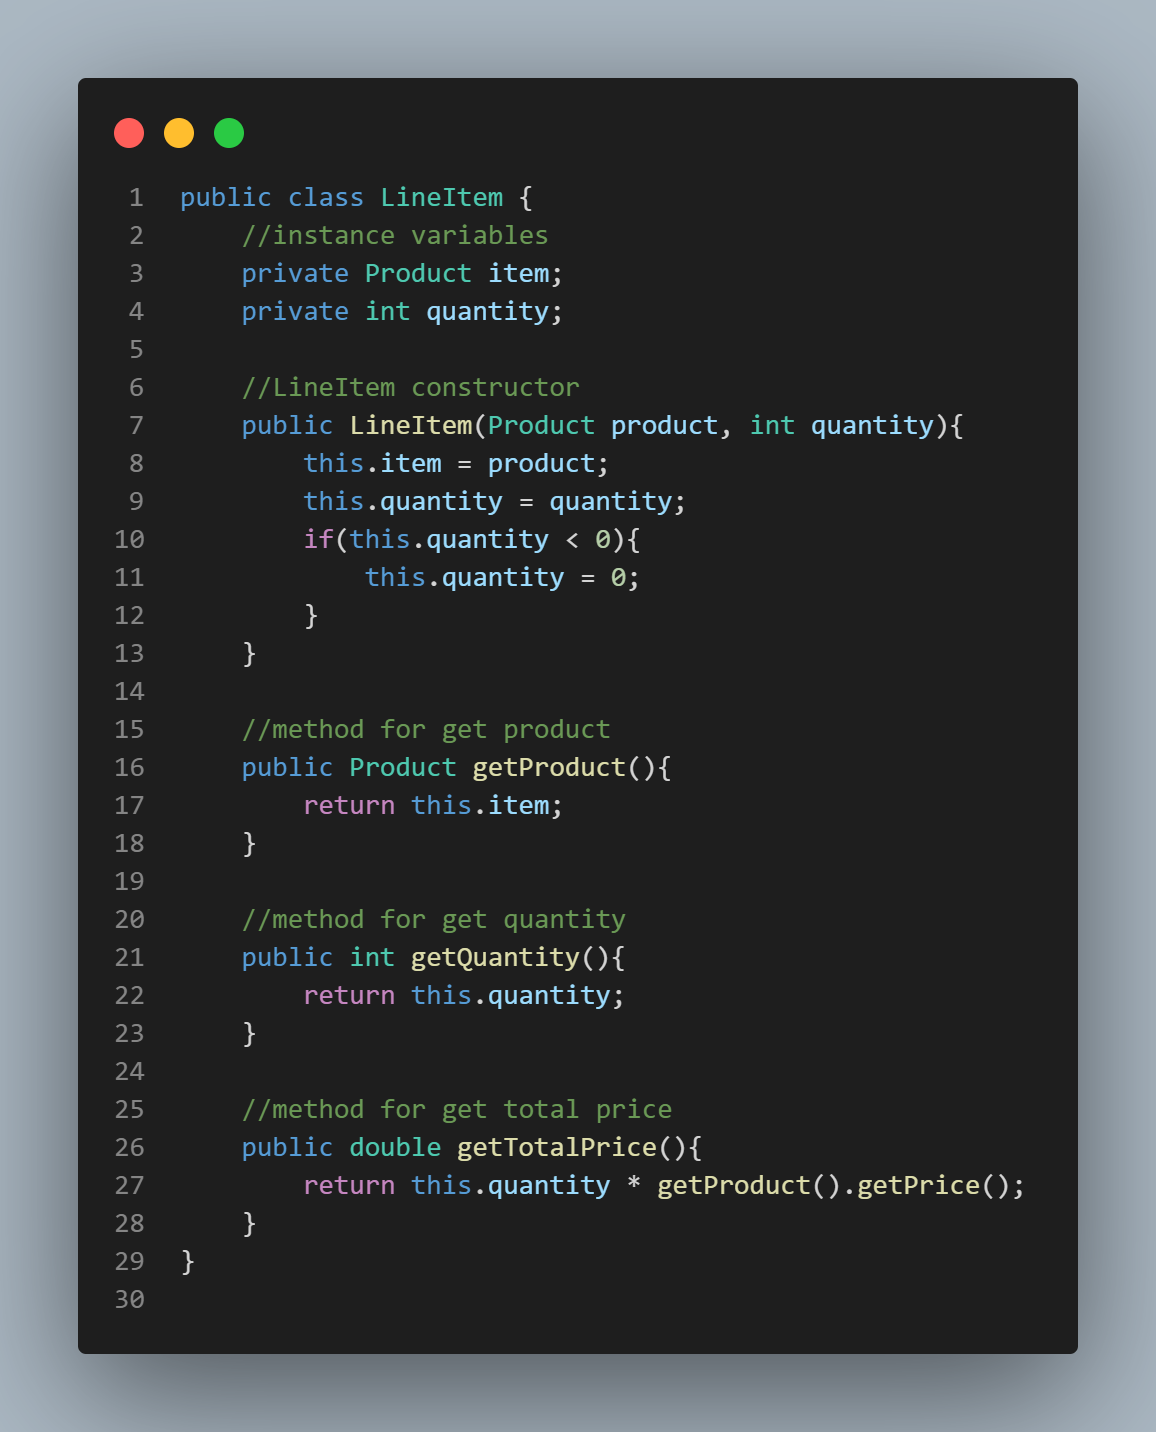 1 public class LineItem {
2     //instance variables
3     private Product item;
4     private int quantity;
5
6     //LineItem constructor
7     public LineItem(Product product, int quantity){
8         this.item = product;
9         this.quantity = quantity;
10         if(this.quantity < 0){
11             this.quantity = 0;
12         }
13     }
14
15     //method for get product
16     public Product getProduct(){
17         return this.item;
18     }
19
20     //method for get quantity
21     public int getQuantity(){
22         return this.quantity;
23     }
24
25     //method for get total price
26     public double getTotalPrice(){
27         return this.quantity * getProduct().getPrice();
28     }
29 }
30